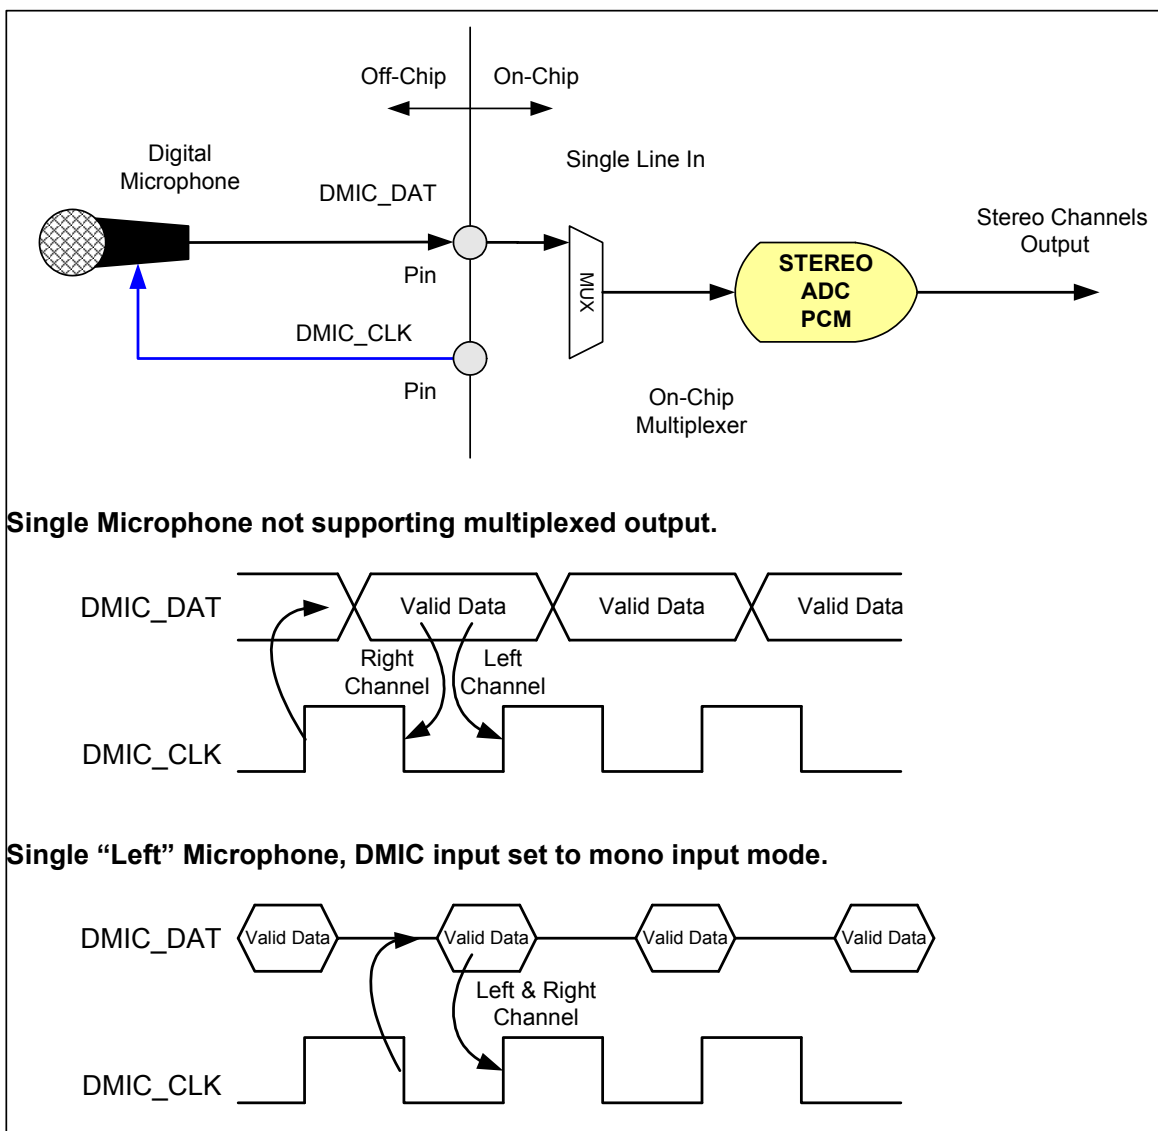 Off-Chip
On-Chip
Digital
Microphone
Single Line In
DMIC_DAT
Stereo Channels
Output
Pin
MUX
STEREO
ADC
PCM
DMIC_CLK
Pin
On-Chip
Multiplexer
Single Microphone not supporting multiplexed output.
DMIC_DAT
Valid Data
Valid Data
Valid Data
Right
Channel
Left
Channel
DMIC_CLK
Single “Left” Microphone, DMIC input set to mono input mode.
DMIC_DAT
Valid Data
Valid Data
Valid Data
Valid Data
Left & Right
Channel
DMIC_CLK